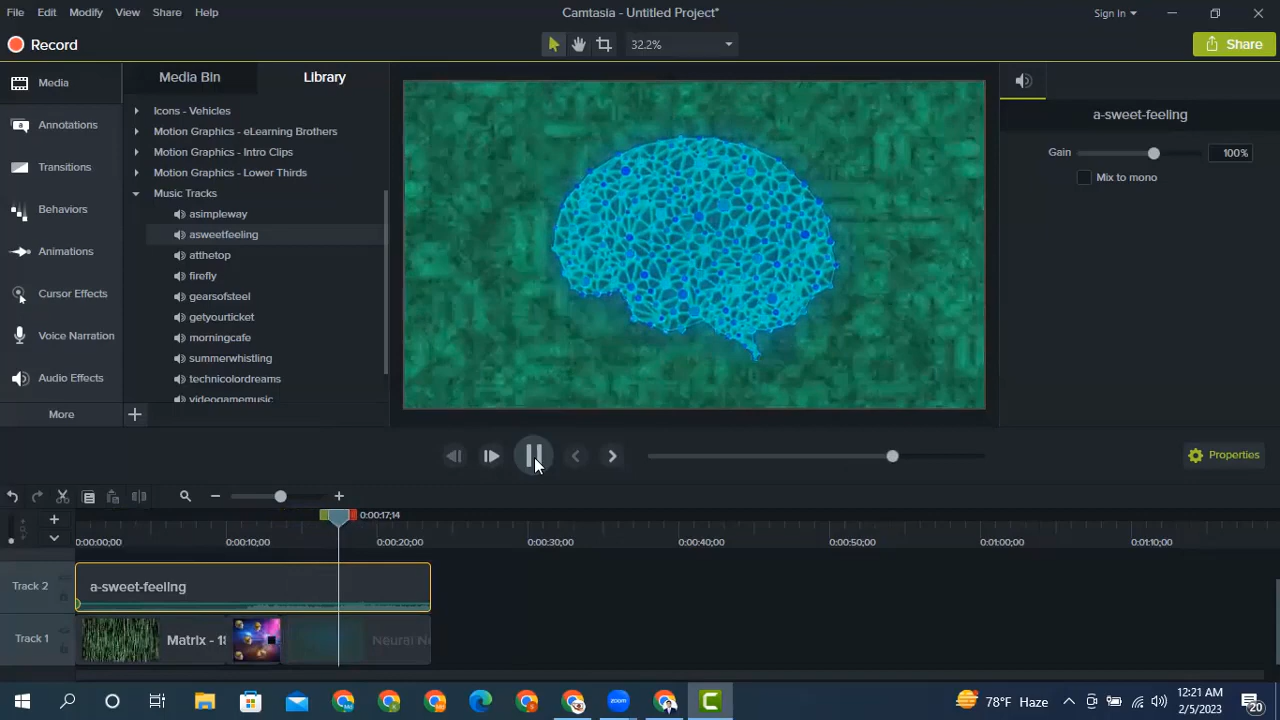 File Edit Modify View Share Help
Camtasia - Untitled Project*
Sign In
Record
32.2%
Share
Media
Annotations
Transitions
Behaviors
Animations
Cursor Effects
Voice Narration
Audio Effects
More
Media Bin
Library
Icons - Vehicles
Motion Graphics - eLearning Brothers
Motion Graphics - Intro Clips
Motion Graphics - Lower Thirds
Music Tracks
asimpleway
asweetfeeling
atthetop
firefly
gearsofsteel
getyourticket
morningcafe
summerwhistling
technicolordreams
videogamemusic
a-sweet-feeling
Gain
100%
Mix to mono
Properties
0:00:17;14
0:00:00;00
0:00:10;00
0:00:20;00
0:00:30;00
0:00:40;00
0:00:50;00
0:01:00;00
0:01:10;00
Track 2
a-sweet-feeling
Track 1
Matrix - 18
Neural Ne
78°F Haze
12:21 AM
2/5/2023
20